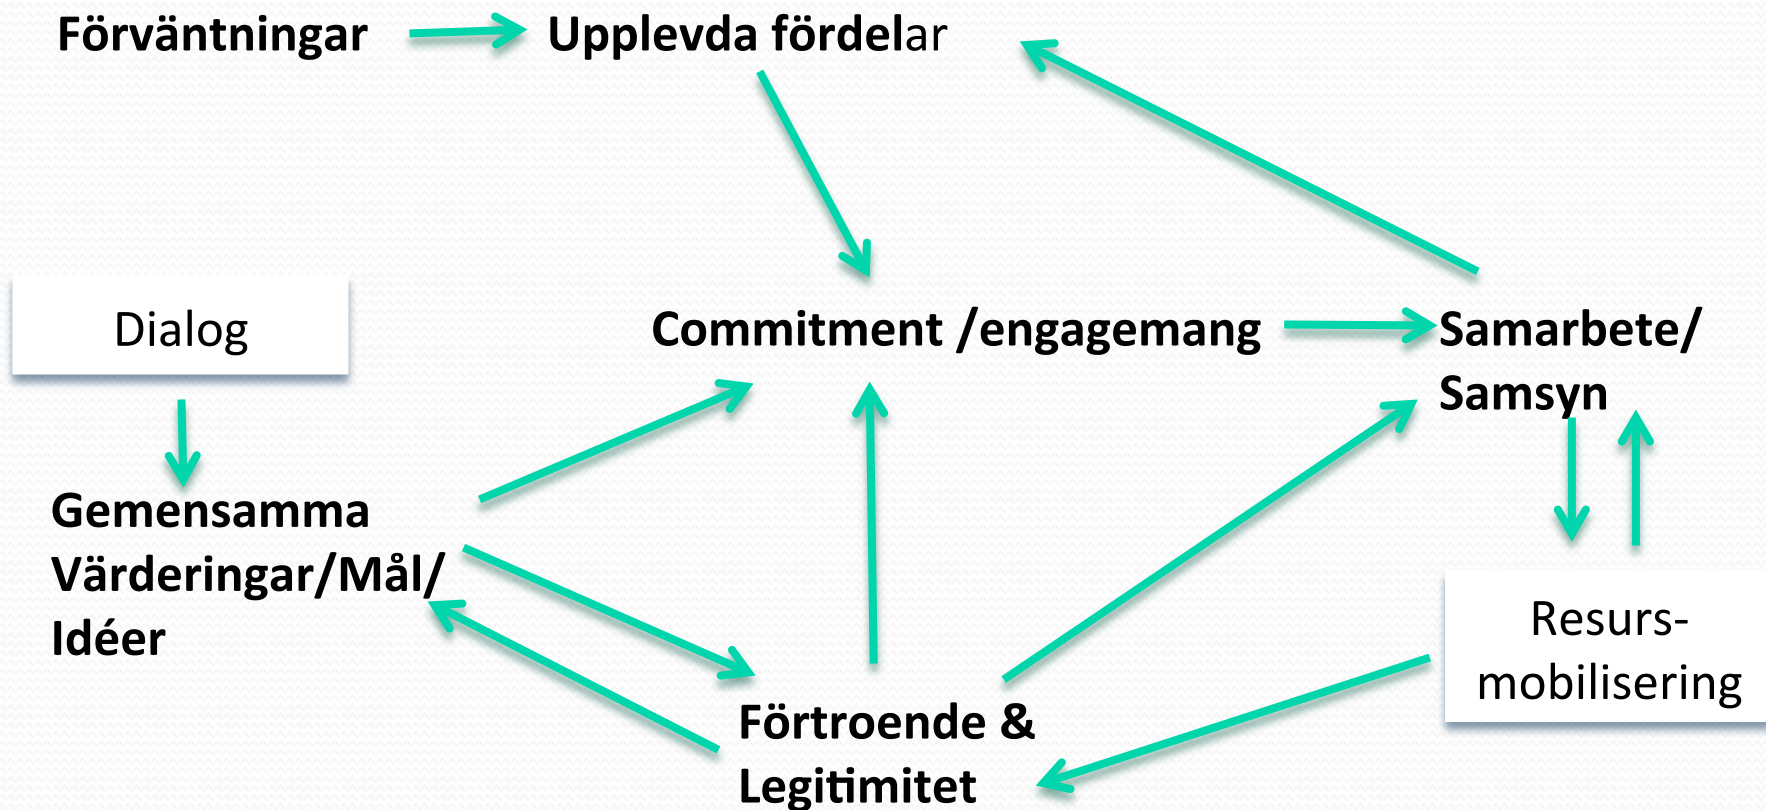 Förväntningar
Upplevda fördelar
Dialog
Commitment /engagemang
Samarbete/
Samsyn
Gemensamma
Värderingar/Mål/
Idéer
Resurs-
mobilisering
Förtroende &
Legitimitet